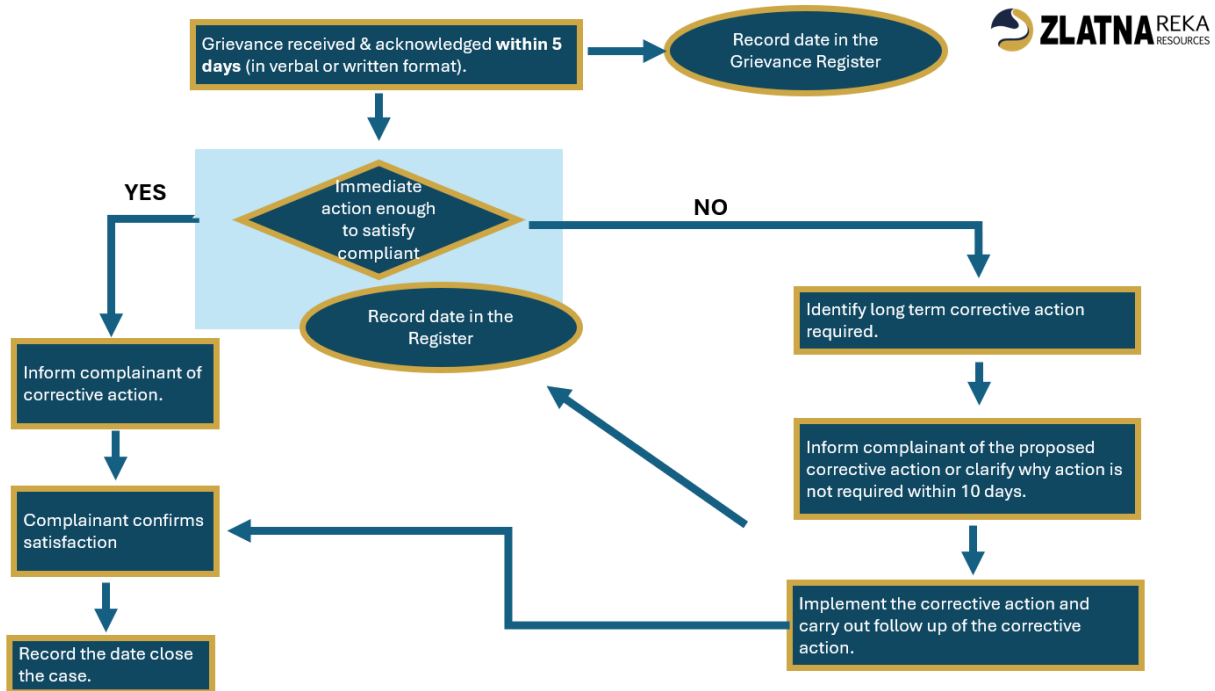 Grievance received & acknowledged within 5
days (in verbal or written format).
Record date in the
Grievance Register
ZLATNA REKA
RESOURCES
YES
Immediate
action enough
to satisfy
compliant
NO
Record date in the
Register
Identify long term corrective action
required.
Inform complainant of
corrective action.
Inform complainant of the proposed
corrective action or clarify why action is
not required within 10 days.
Complainant confirms
satisfaction
Implement the corrective action and
carry out follow up of the corrective
action.
Record the date close
the case.